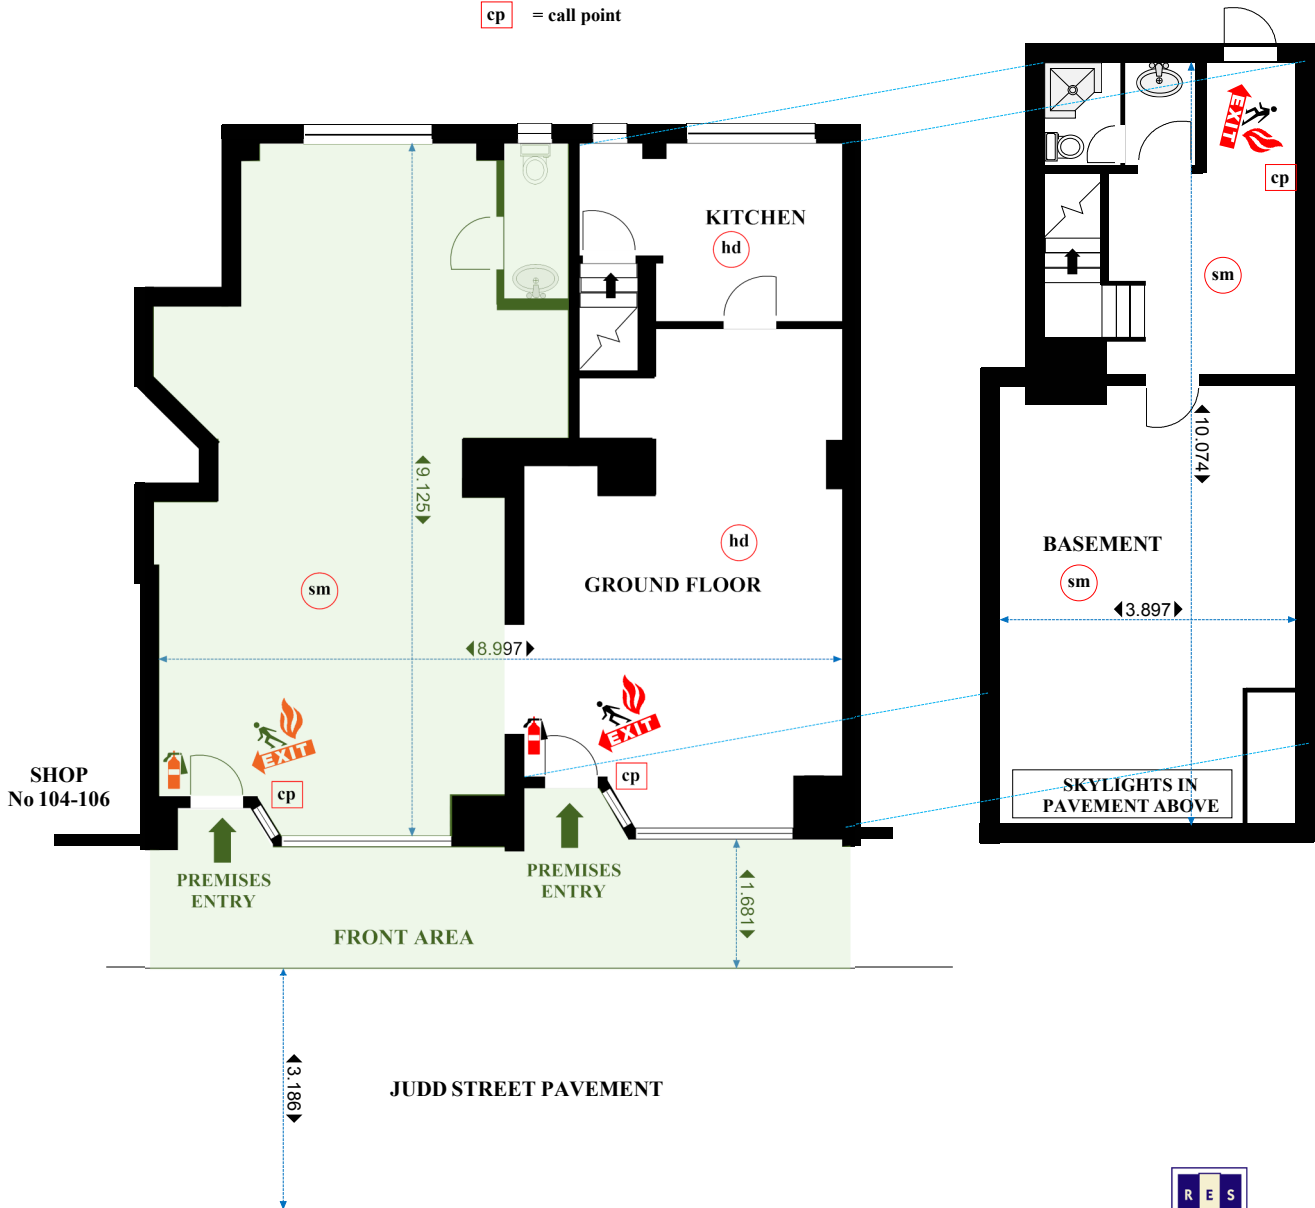 cp = call point
KITCHEN
hd
EXIT
cp
sm
9.125
10.074
hd
GROUND FLOOR
BASEMENT
sm
sm
3.897
8.997
EXIT
EXIT
SHOP
No 104-106
cp
cp
SKYLIGHTS IN
PAVEMENT ABOVE
PREMISES
ENTRY
PREMISES
ENTRY
1.681
FRONT AREA
3.186
JUDD STREET PAVEMENT
R E S